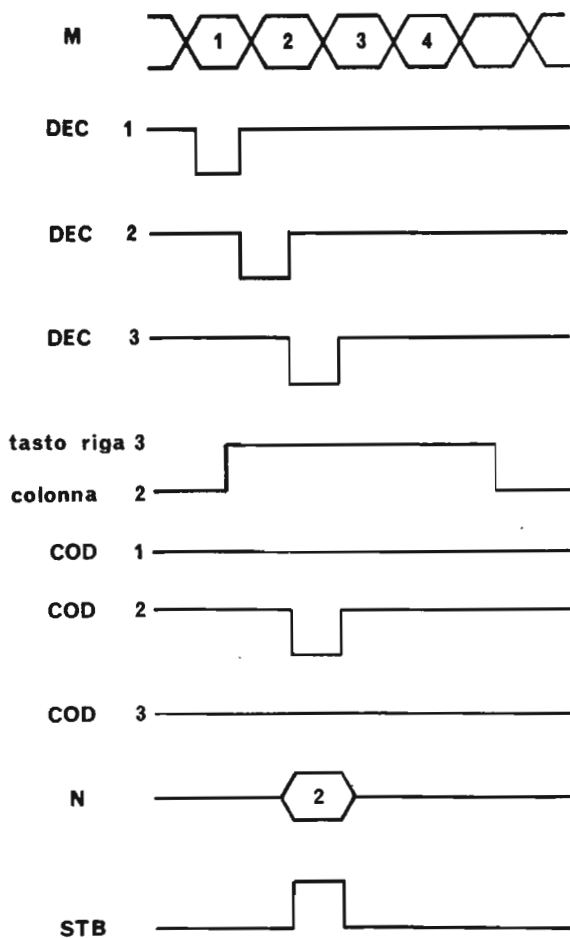 M 1 2 3 4
DEC 1
DEC 2
DEC 3
tasto riga 3
colonna 2
COD 1
COD 2
COD 3
N 2
STB